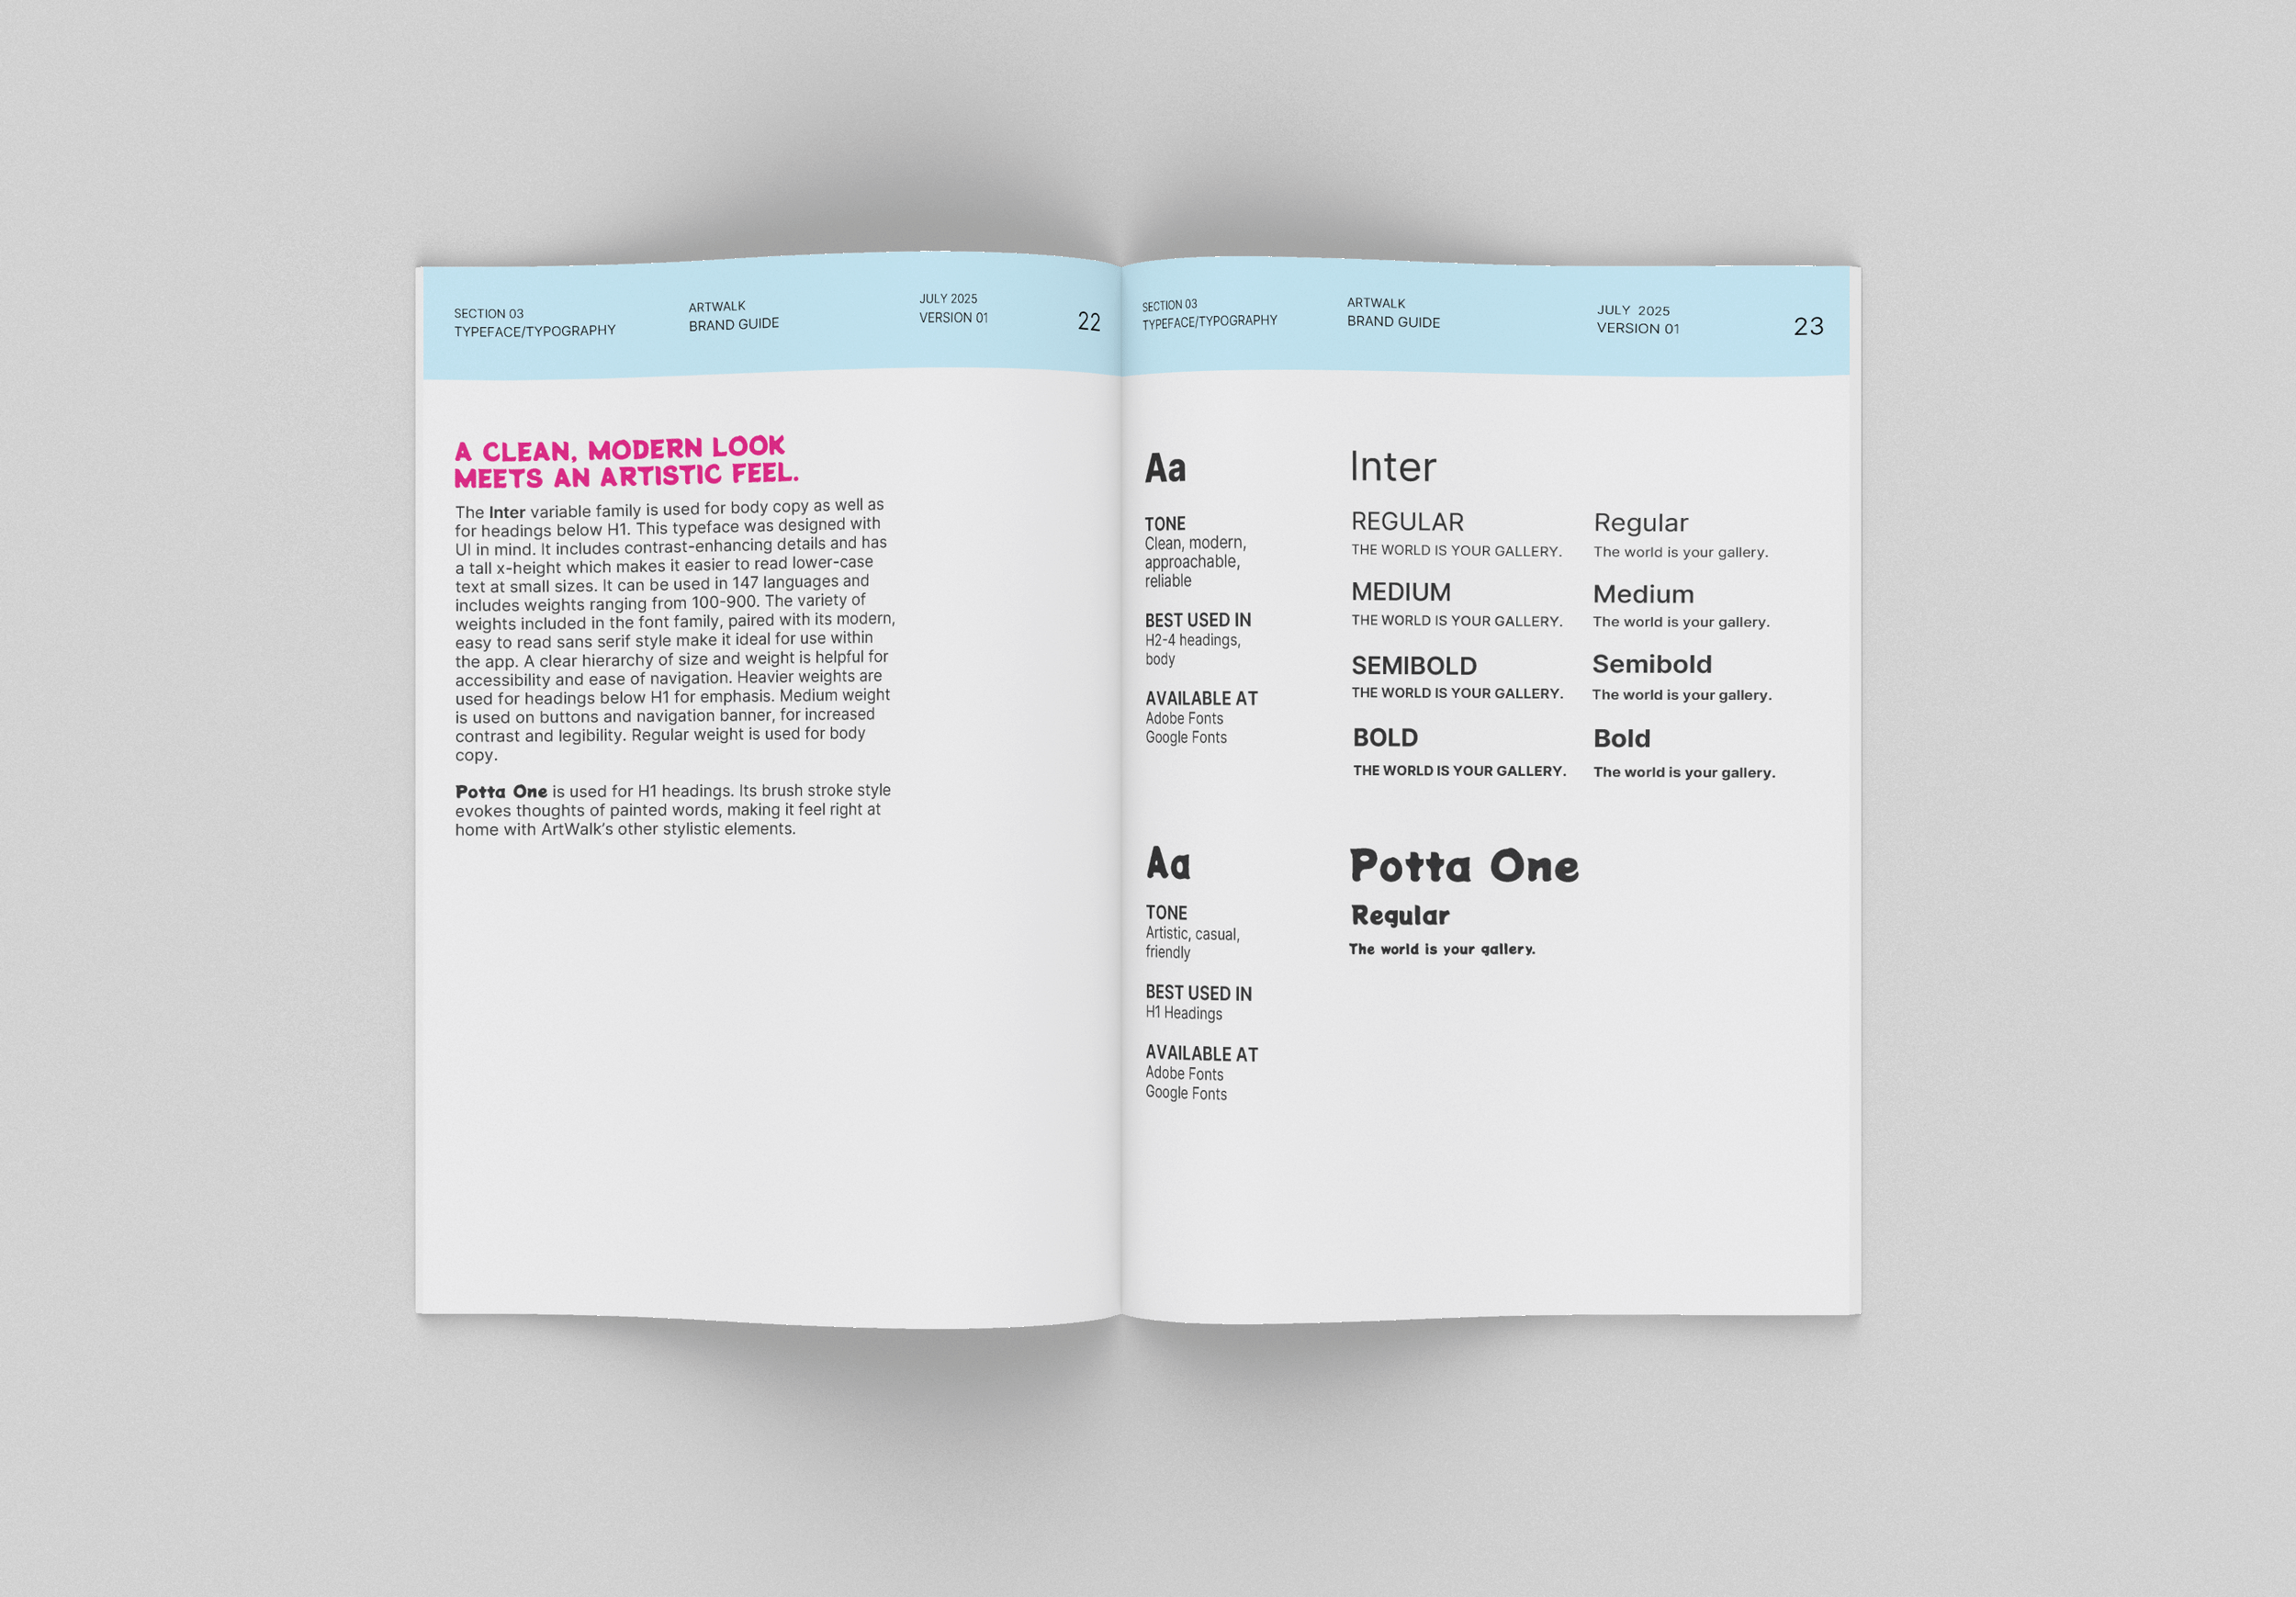 SECTION 03
TYPEFACE/TYPOGRAPHY
ARTWALK
BRAND GUIDE
JULY 2025
VERSION 01
22
A CLEAN, MODERN LOOK
MEETS AN ARTISTIC FEEL.
The Inter variable family is used for body copy as well as
for headings below H1. This typeface was designed with
UI in mind. It includes contrast-enhancing details and has
a tall x-height which makes it easier to read lower-case
text at small sizes. It can be used in 147 languages and
includes weights ranging from 100-900. The variety of
weights included in the font family, paired with its modern,
easy to read sans serif style make it ideal for use within
the app. A clear hierarchy of size and weight is helpful for
accessibility and ease of navigation. Heavier weights are
used for headings below H1 for emphasis. Medium weight
is used on buttons and navigation banner, for increased
contrast and legibility. Regular weight is used for body
copy.
Potta One is used for H1 headings. Its brush stroke style
evokes thoughts of painted words, making it feel right at
home with ArtWalk's other stylistic elements.
SECTION 03
TYPEFACE/TYPOGRAPHY
ARTWALK
BRAND GUIDE
JULY 2025
VERSION 01
23
Aa
TONE
Clean, modern,
approachable,
reliable
BEST USED IN
H2-4 headings,
body
AVAILABLE AT
Adobe Fonts
Google Fonts
Inter
REGULAR
THE WORLD IS YOUR GALLERY.
MEDIUM
THE WORLD IS YOUR GALLERY.
SEMIBOLD
THE WORLD IS YOUR GALLERY.
BOLD
THE WORLD IS YOUR GALLERY.
Regular
The world is your gallery.
Medium
The world is your gallery.
Semibold
The world is your gallery.
Bold
The world is your gallery.
Aa
TONE
Artistic, casual,
friendly
BEST USED IN
H1 Headings
AVAILABLE AT
Adobe Fonts
Google Fonts
Potta One
Regular
The world is your gallery.